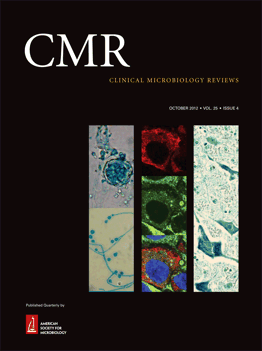 CMR
CLINICAL MICROBIOLOGY REVIEWS
OCTOBER 2012 • VOL. 25 • ISSUE 4
Published Quarterly by
AMERICAN
SOCIETY FOR
MICROBIOLOGY